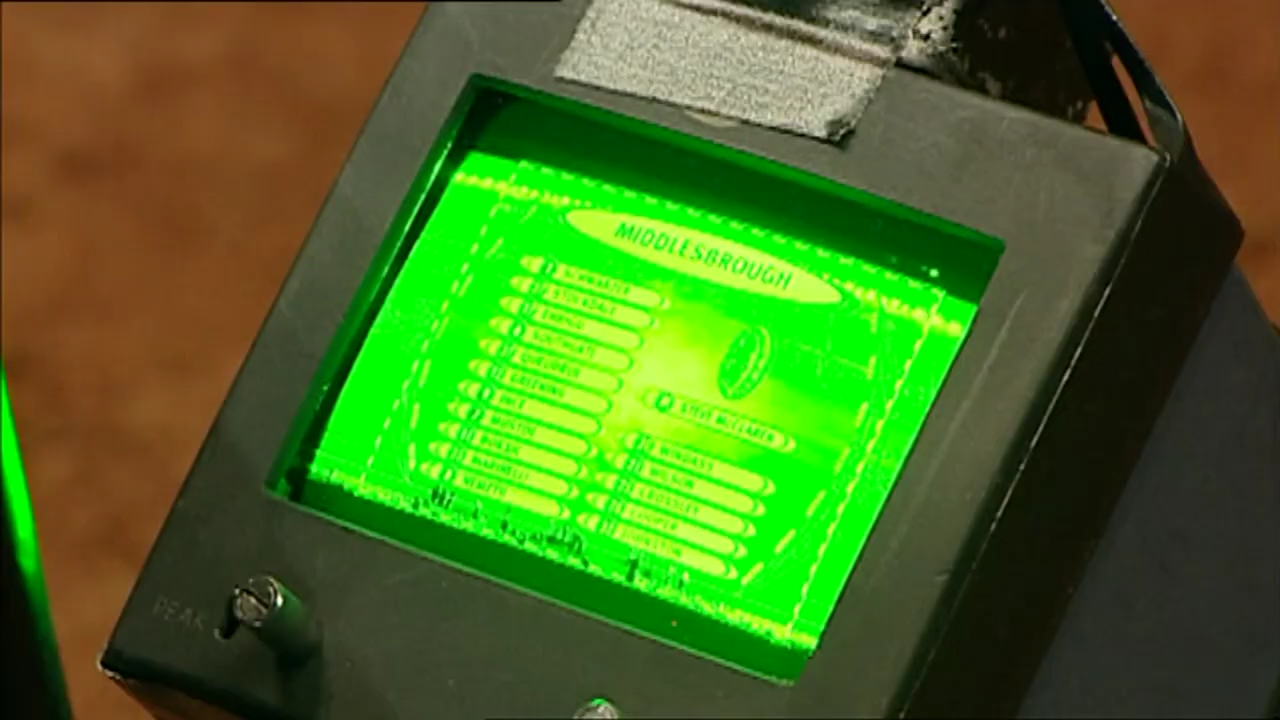 MIDDLESBROUGH
SCHWARZER
STOCKDALE
EHIOGU
SOUTHGATE
QUEUDRUE
GREENING
INCE
MUSTOE
BOKSIC
MARINELLI
NEMETH
STEVE McCLAREN
WINDASS
WILSON
CROSSLEY
COOPER
JOHNSTON
PEAK